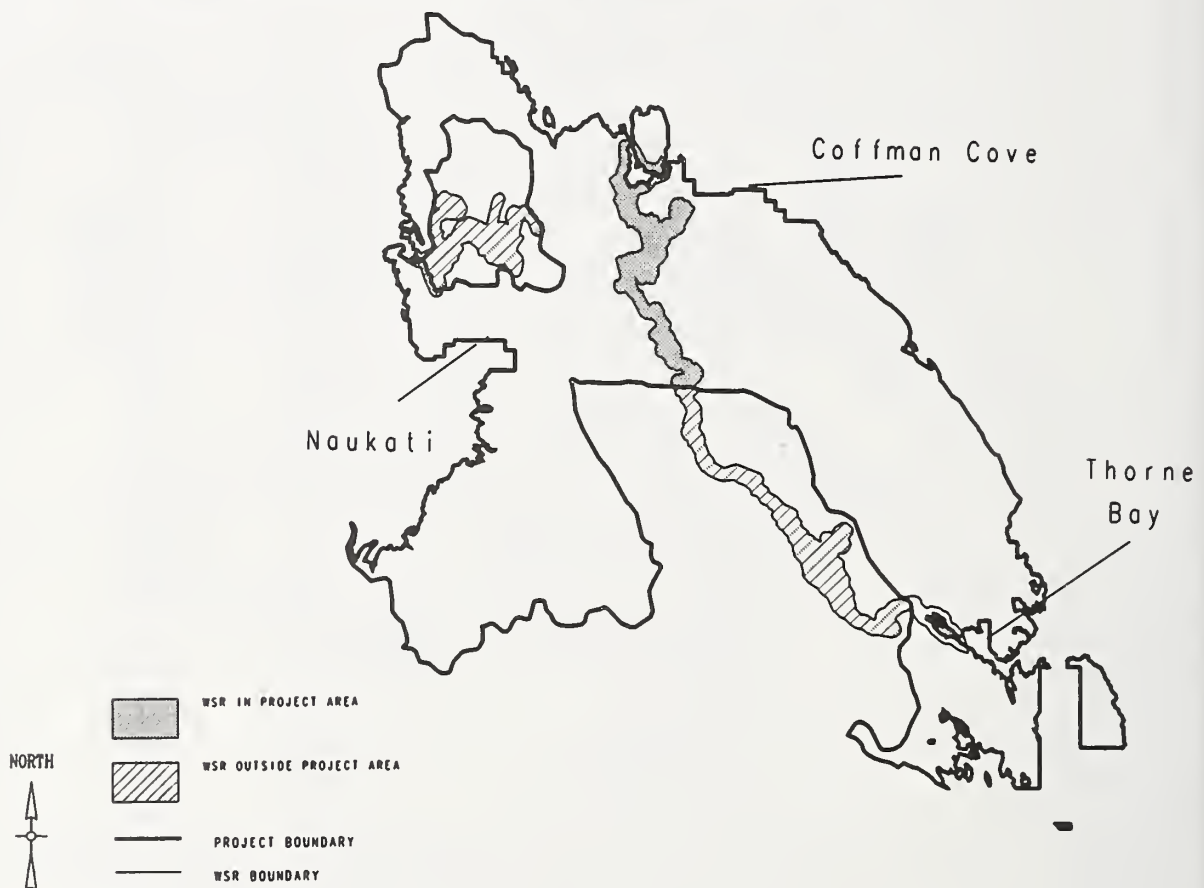 Coffman Cove
Naukati
Thorne
Bay
WSR IN PROJECT AREA
WSR OUTSIDE PROJECT AREA
NORTH
PROJECT BOUNDARY
WSR BOUNDARY